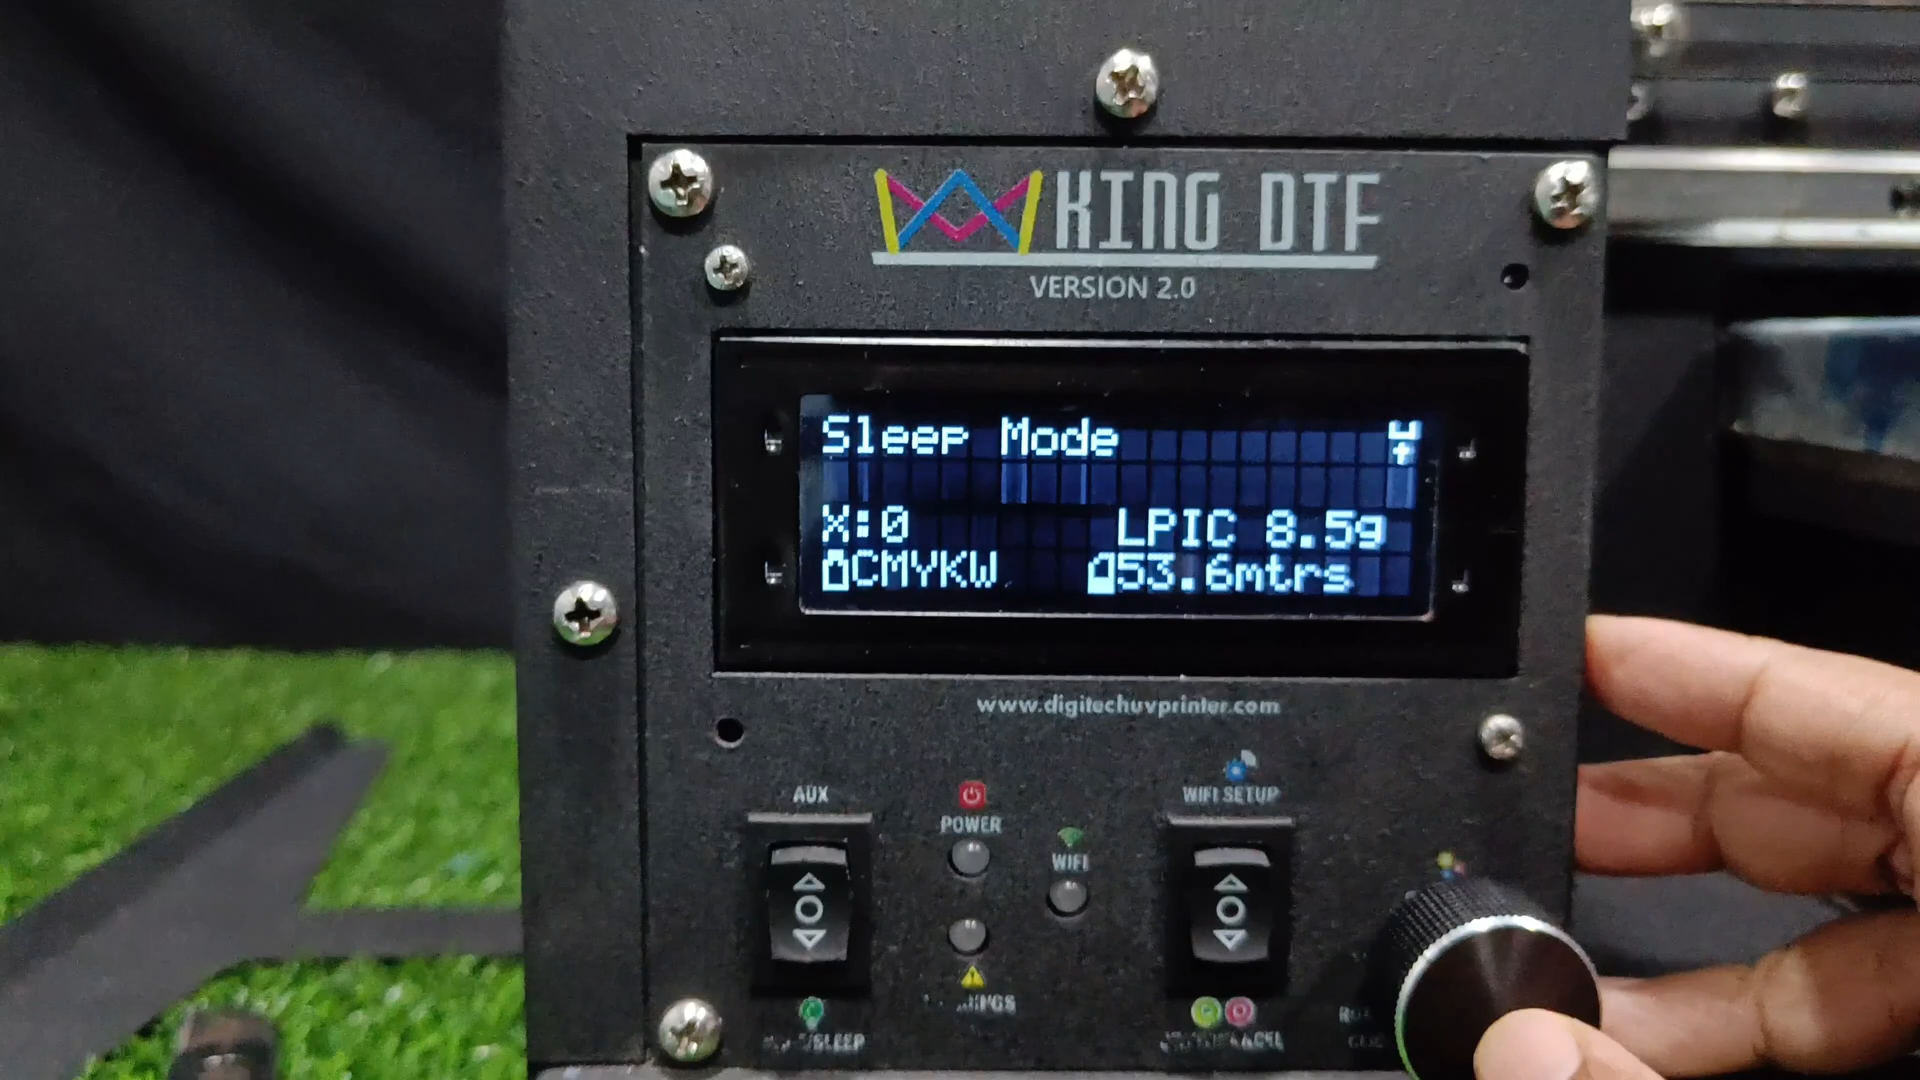 KING DTF
VERSION 2.0
Sleep Mode
X:0 LPIC 8.5g
CMYKW 53.6mtrs
www.digitechuvprinter.com
AUX
POWER
WIFI
WIFI SETUP
/SLEEP